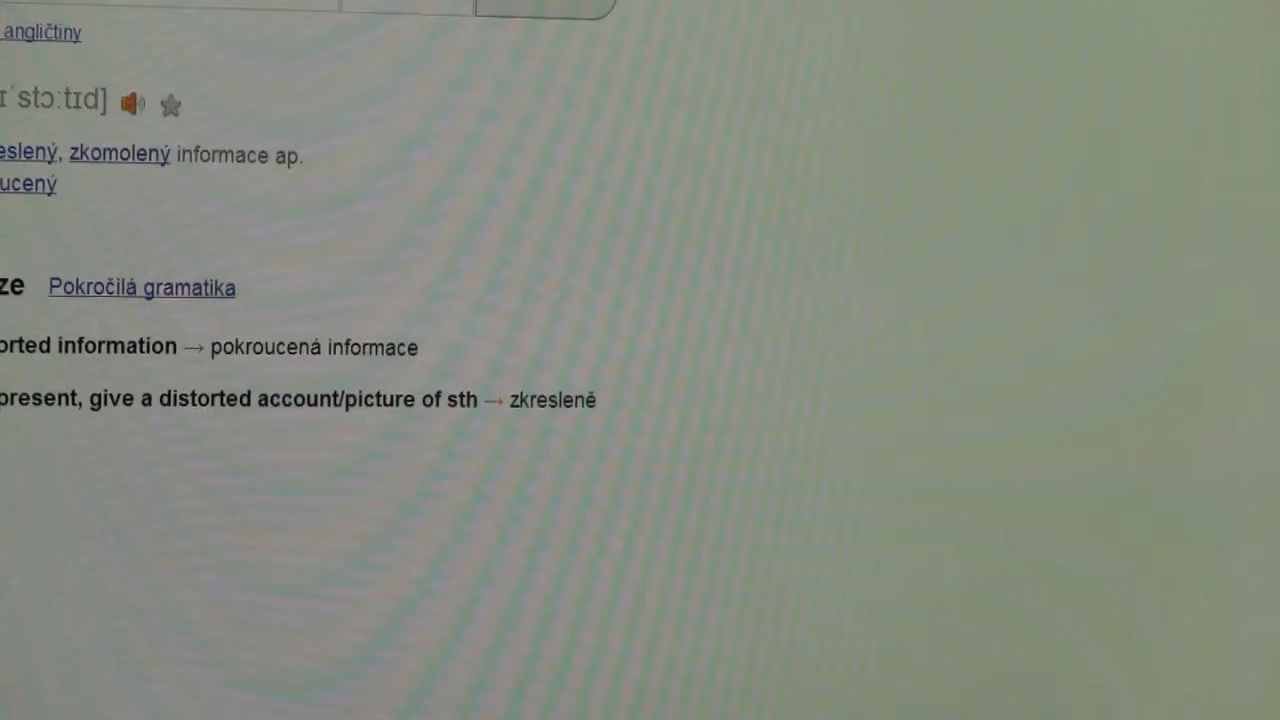 angličtiny
ɪˈstɔːtɪd]
eslený, zkomolený informace ap.
ucený
ze Pokročilá gramatika
orted information → pokroucená informace
present, give a distorted account/picture of sth → zkresleně